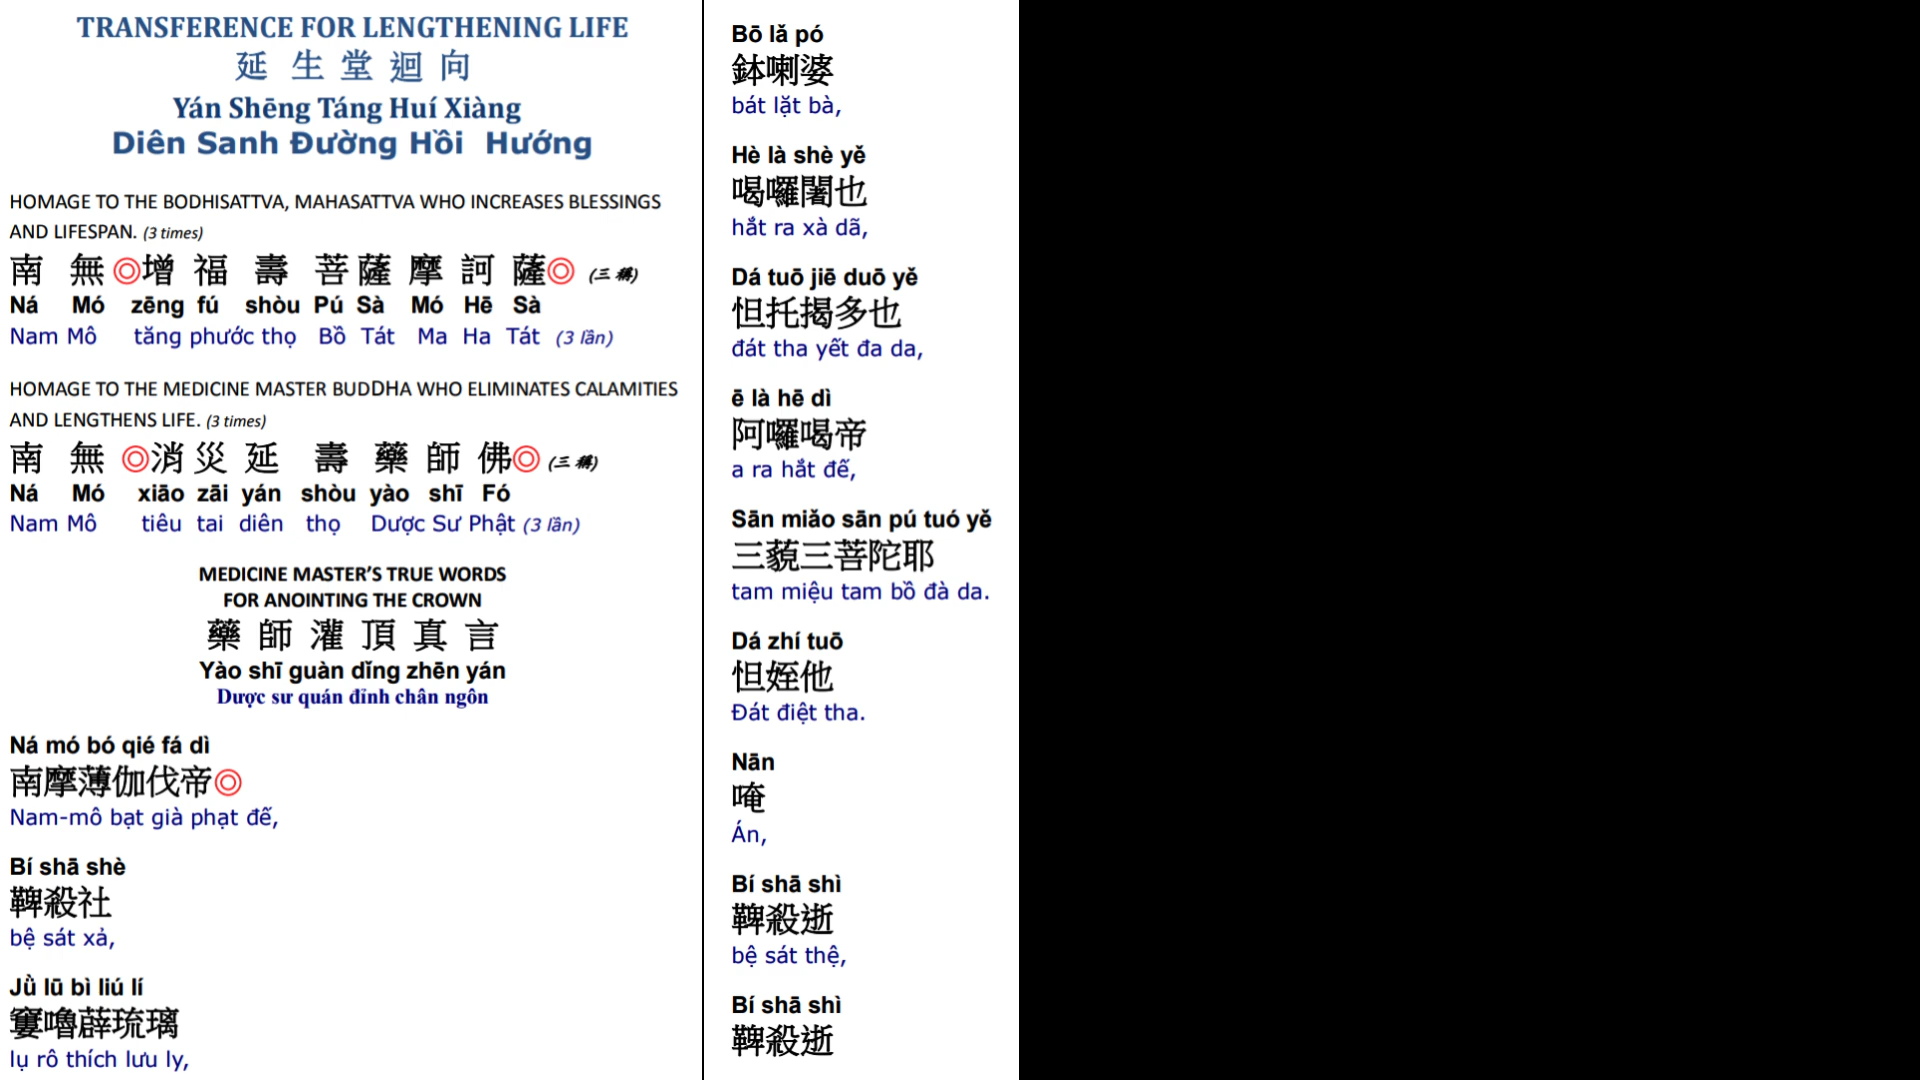 TRANSFERENCE FOR LENGTHENING LIFE
延 生 堂 迴 向
Yán Shēng Táng Huí Xiàng
Diên Sanh Đường Hồi Hướng
HOMAGE TO THE BODHISATTVA, MAHASATTVA WHO INCREASES BLESSINGS
AND LIFESPAN. (3 times)
南 無 ◎增 福 壽 菩 薩 摩 訶 薩◎ (三 稱)
Ná Mó zēng fú shòu Pú Sà Mó Hē Sà
Nam Mô tăng phước thọ Bồ Tát Ma Ha Tát (3 lần)
HOMAGE TO THE MEDICINE MASTER BUDDHA WHO ELIMINATES CALAMITIES
AND LENGTHENS LIFE. (3 times)
南 無 ◎消 災 延 壽 藥 師 佛◎ (三 稱)
Ná Mó xiāo zāi yán shòu yào shī Fó
Nam Mô tiêu tai diên thọ Dược Sư Phật (3 lần)
MEDICINE MASTER’S TRUE WORDS
FOR ANOINTING THE CROWN
藥 師 灌 頂 真 言
Yào shī guàn dǐng zhēn yán
Dược sư quán đỉnh chân ngôn
Ná mó bó qié fá dì
南摩薄伽伐帝◎
Nam-mô bạt già phạt đế,
Bí shā shè
鞞殺社
bệ sát xả,
Jǜ lū bì liú lí
窶嚕薜琉璃
lụ rô thích lưu ly,
Bō lǎ pó
鉢喇婆
bát lặt bà,
Hè là shè yě
喝囉闍也
hắt ra xà dã,
Dá tuō jiē duō yě
怛托揭多也
đát tha yết đa da,
ē là hē dì
阿囉喝帝
a ra hắt đế,
Sān miǎo sān pú tuó yě
三藐三菩陀耶
tam miệu tam bồ đà da.
Dá zhí tuō
怛姪他
Đát điệt tha.
Nān
唵
Án,
Bí shā shì
鞞殺逝
bệ sát thệ,
Bí shā shì
鞞殺逝